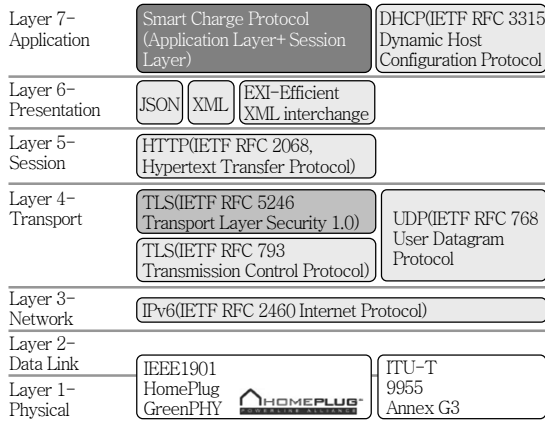 Layer 7-
Application
Smart Charge Protocol
(Application Layer+ Session
Layer)
DHCP(IETF RFC 3315
Dynamic Host
Configuration Protocol
Layer 6-
Presentation
JSON
XML
EXI-Efficient
XML interchange
Layer 5-
Session
HTTP(IETF RFC 2068,
Hypertext Transfer Protocol)
Layer 4-
Transport
TLS(IETF RFC 5246
Transport Layer Security 1.0)
TLS(IETF RFC 793
Transmission Control Protocol)
UDP(IETF RFC 768
User Datagram
Protocol
Layer 3-
Network
IPv6(IETF RFC 2460 Internet Protocol)
Layer 2-
Data Link
Layer 1-
Physical
IEEE1901
HomePlug
GreenPHY
HOMEPLUG
POWERLINE ALLIANCE
ITU-T
9955
Annex G3